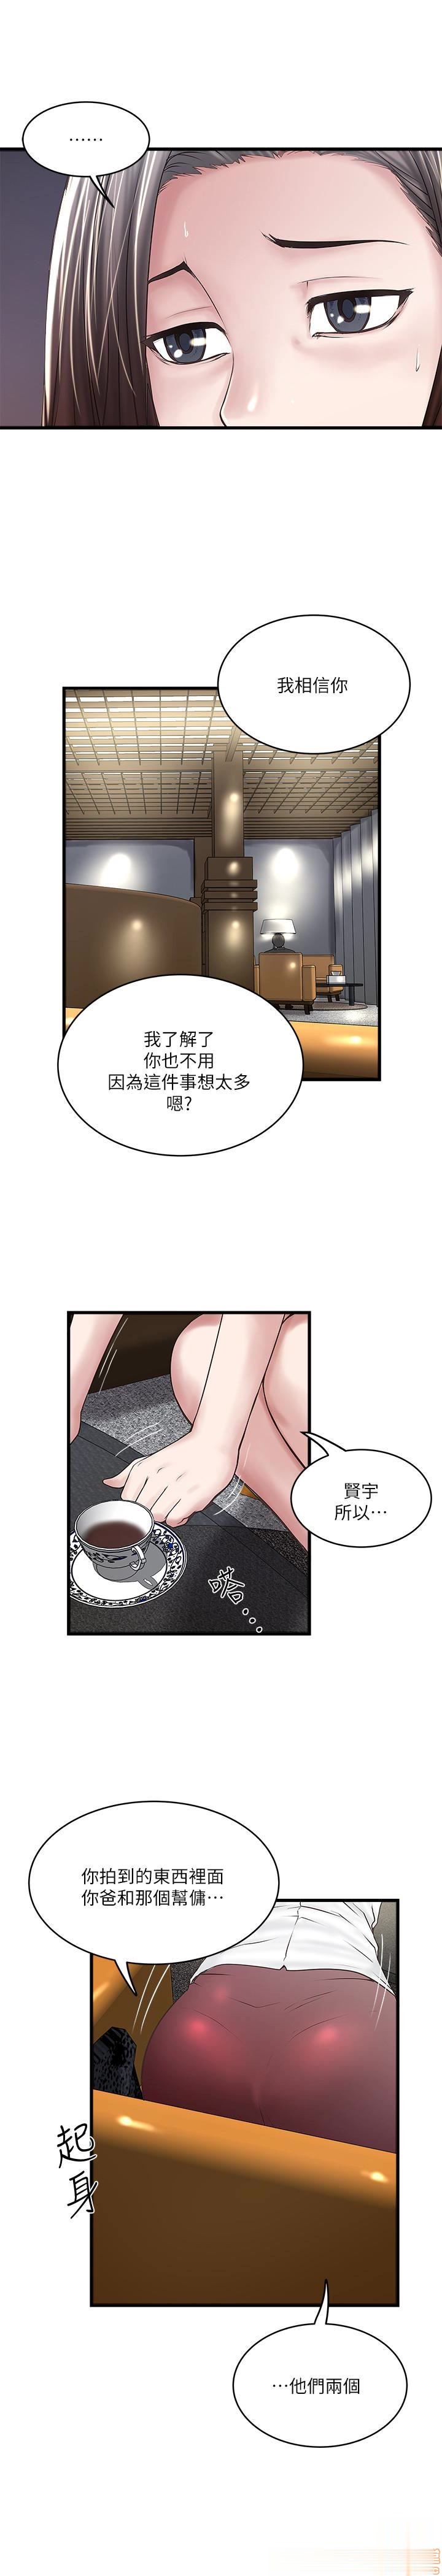 ⋯⋯
我相信你
我了解了
你也不用
因為這件事想太多
嗯?
賢宇
所以⋯
嗒⋯
你拍到的東西裡面
你爸和那個幫傭⋯
起身
⋯他們兩個